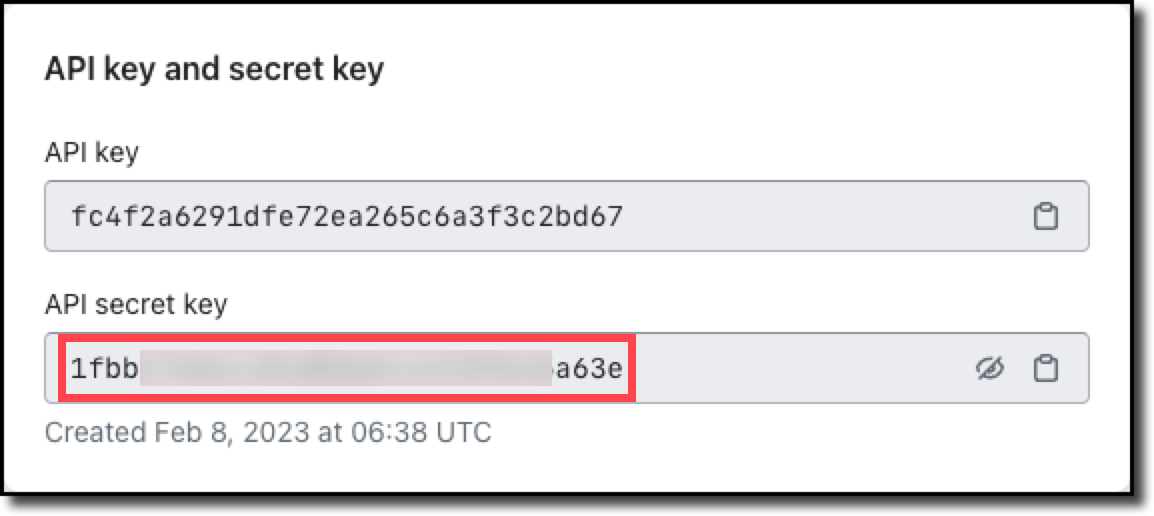 API key and secret key
API key
fc4f2a6291dfe72ea265c6a3f3c2bd67
API secret key
1fbb a63e
Created Feb 8, 2023 at 06:38 UTC